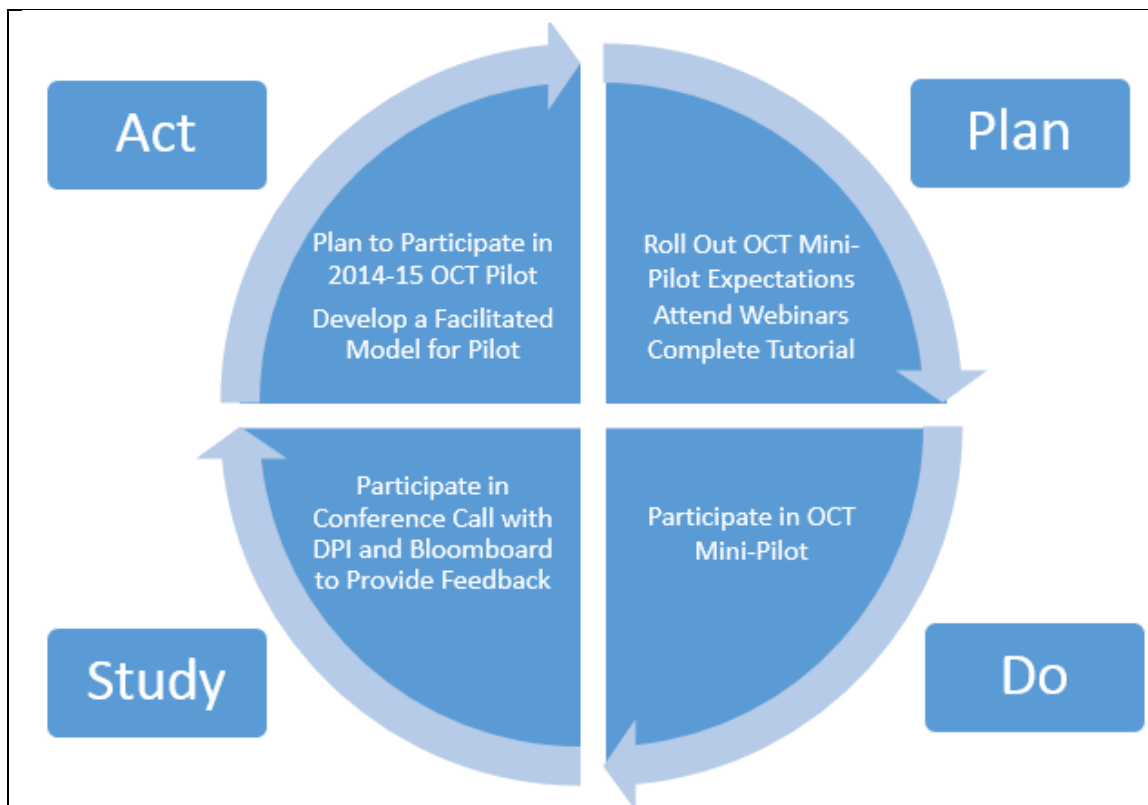 Act
Plan
Plan to Participate in
2014-15 OCT Pilot
Develop a Facilitated
Model for Pilot
Roll Out OCT Mini-
Pilot Expectations
Attend Webinars
Complete Tutorial
Participate in
Conference Call with
DPI and Bloomboard
to Provide Feedback
Participate in OCT
Mini-Pilot
Study
Do